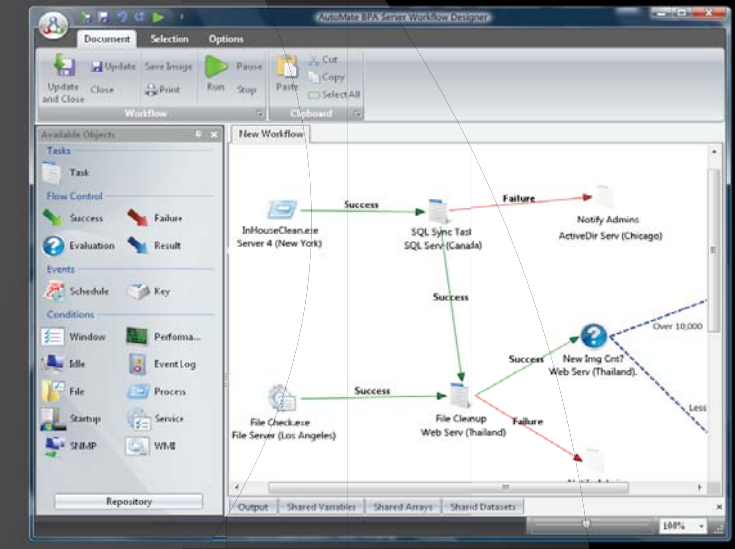 AutoMate BPA Server Workflow Designer
Document Selection Options
Update and Close
Update
Close
Save Image
Print
Run
Pause
Stop
Workflow
Paste
Cut
Copy
Select All
Clipboard
Available Objects
Tasks
Task
Flow Control
Success Failure
Evaluation Result
Events
Schedule Key
Conditions
Window Performa...
Idle Event Log
File Process
Startup Service
SNMP WMI
Repository
New Workflow
InHouseClean.exe
Server 4 (New York)
Success
SQL Sync Task
SQL Serv (Canada)
Failure
Notify Admins
ActiveDir Serv (Chicago)
Success
Over 10,000
New Img Cnt?
Web Serv (Thailand).
Success
Less
File Check.exe
File Server (Los Angeles)
Success
File Cleanup
Web Serv (Thailand)
Failure
Output Shared Variables Shared Arrays Shared Datasets
100%